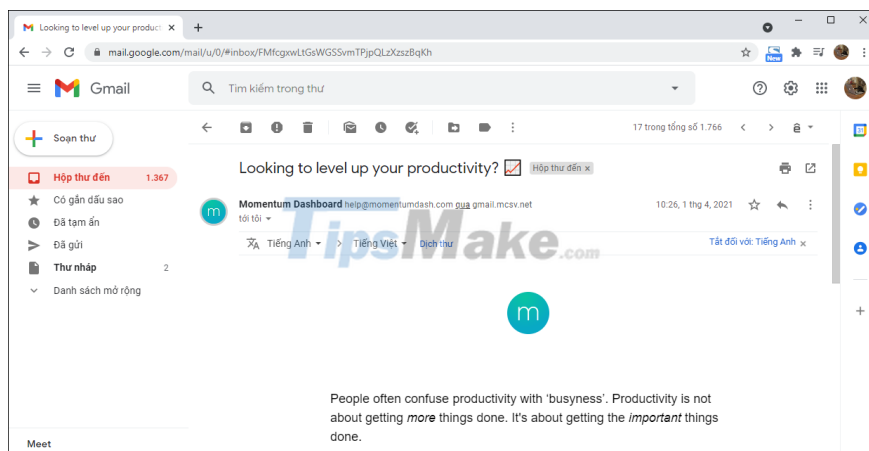 Looking to level up your product
mail.google.com/mail/u/0/#inbox/FMfcgxwLtGsWGSSvmTPjpQLzXzszBqKh
New
Gmail
Tìm kiếm trong thư
Soạn thư
17 trong tổng số 1.766
Hộp thư đến 1.367
Có gắn dấu sao
Đã tạm ẩn
Đã gửi
Thư nháp 2
Danh sách mở rộng
Meet
Looking to level up your productivity? 📈 Hộp thư đến x
Momentum Dashboard help@momentumdash.com qua gmail.mcsv.net 10:26, 1 thg 4, 2021
tới tôi
Tiếng Anh > Tiếng Việt Dịch thư Tắt đối với: Tiếng Anh x
TipsMake.com
m
m
People often confuse productivity with ‘busyness’. Productivity is not
about getting more things done. It's about getting the important things
done.
31